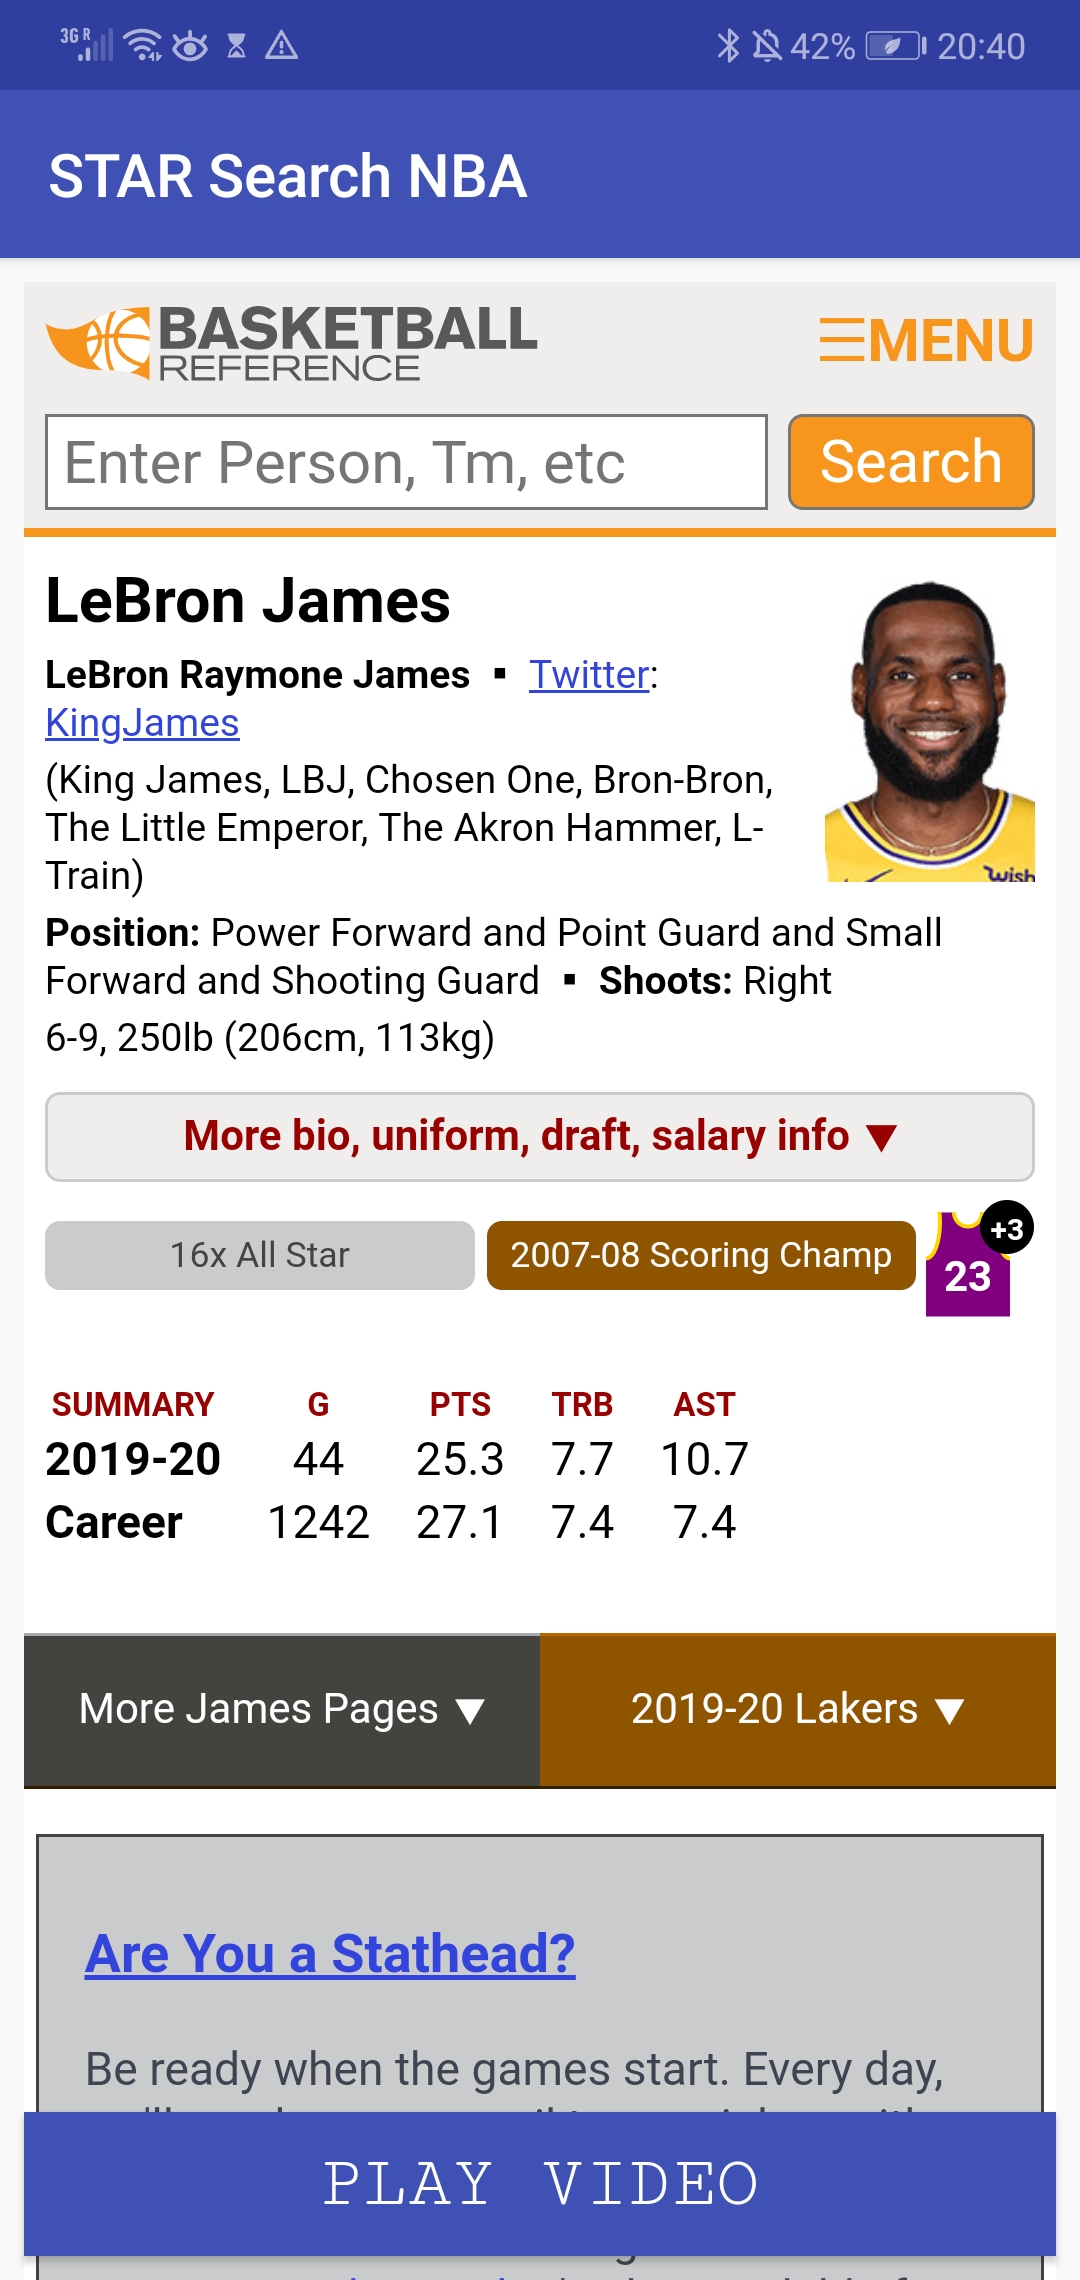 3G R 42% 20:40
STAR Search NBA
BASKETBALL
REFERENCE
MENU
Enter Person, Tm, etc
Search
LeBron James
LeBron Raymone James ▪ Twitter:
KingJames
(King James, LBJ, Chosen One, Bron-Bron,
The Little Emperor, The Akron Hammer, L-
Train)
wish
Position: Power Forward and Point Guard and Small
Forward and Shooting Guard ▪ Shoots: Right
6-9, 250lb (206cm, 113kg)
More bio, uniform, draft, salary info ▼
16x All Star
2007-08 Scoring Champ
+3
23
SUMMARY G PTS TRB AST
2019-20 44 25.3 7.7 10.7
Career 1242 27.1 7.4 7.4
More James Pages ▼
2019-20 Lakers ▼
Are You a Stathead?
Be ready when the games start. Every day,
PLAY VIDEO